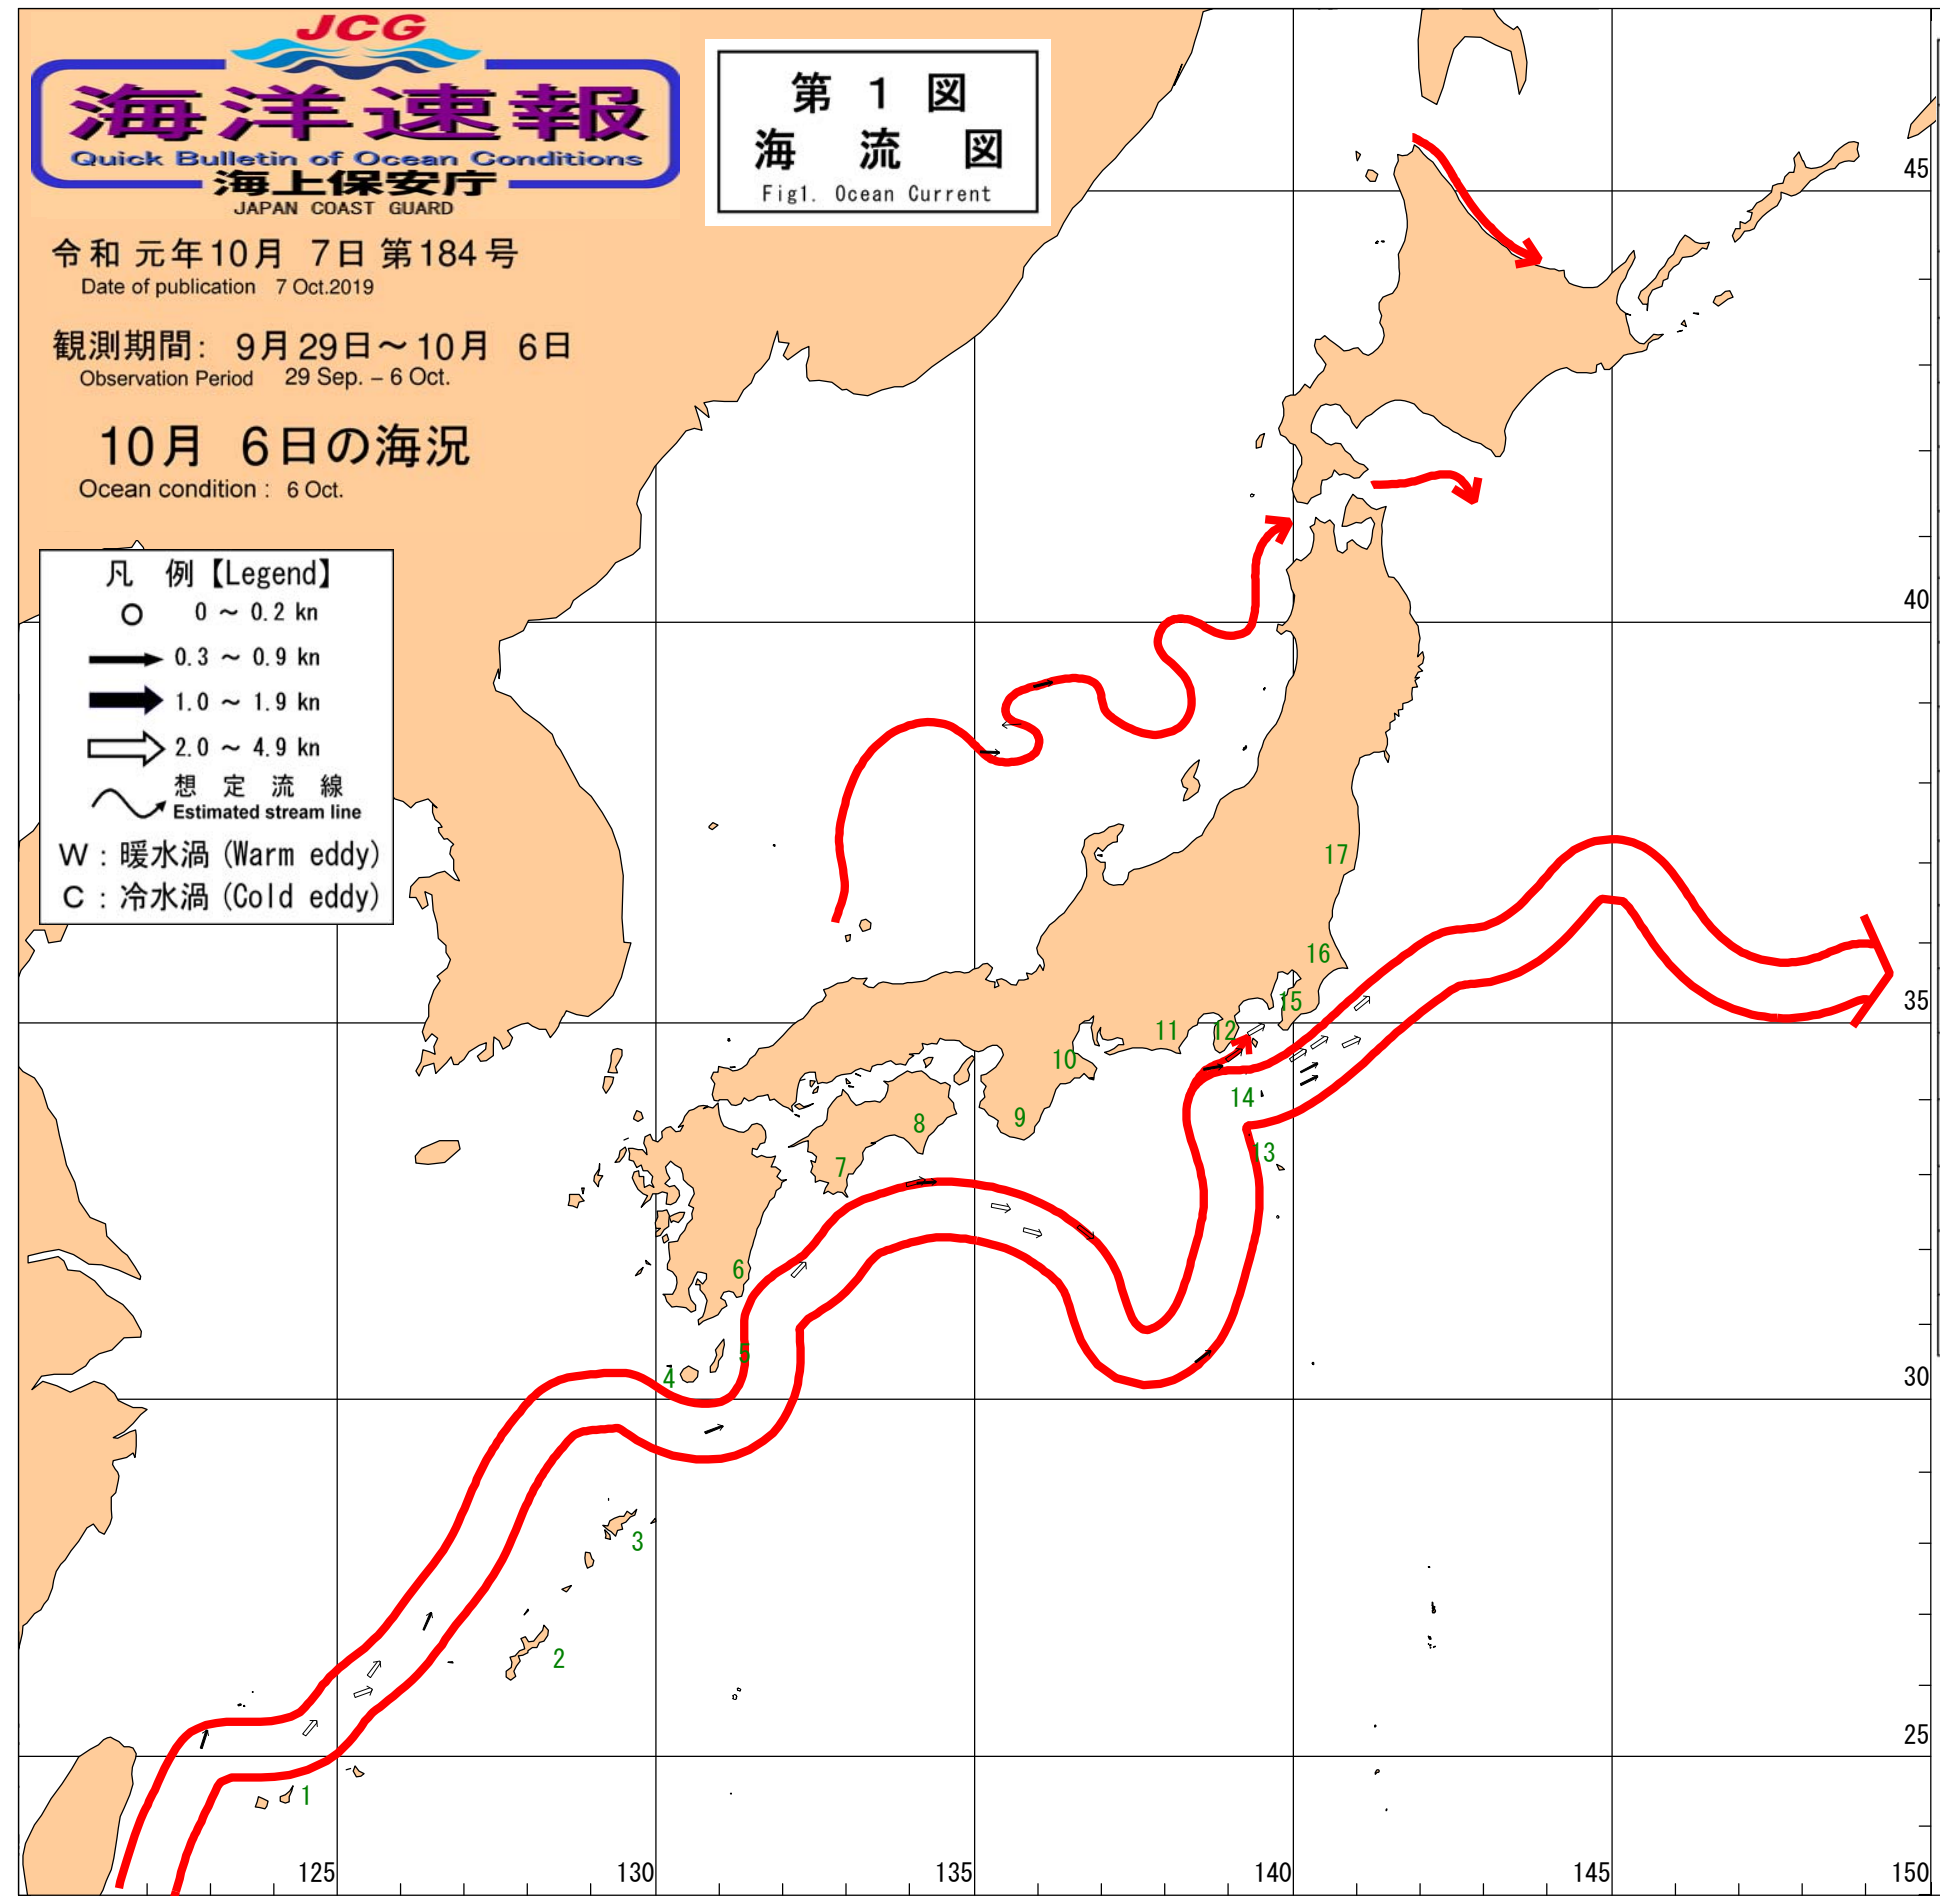 JCG
海洋速報
Quick Bulletin of Ocean Conditions
海上保安庁
JAPAN COAST GUARD
第 1 図
海 流 図
Fig1. Ocean Current
令和 元年10月 7日 第184号
Date of publication 7 Oct.2019
観測期間: 9月29日～10月 6日
Observation Period 29 Sep. – 6 Oct.
10月 6日の海況
Ocean condition : 6 Oct.
凡 例【Legend】
0 ～ 0.2 kn
0.3 ～ 0.9 kn
1.0 ～ 1.9 kn
2.0 ～ 4.9 kn
想 定 流 線
Estimated stream line
W : 暖水渦 (Warm eddy)
C : 冷水渦 (Cold eddy)
45
40
17
16
35
15
12
11
10
14
9
8
13
7
6
5
4
30
3
2
25
1
125
130
135
140
145
150